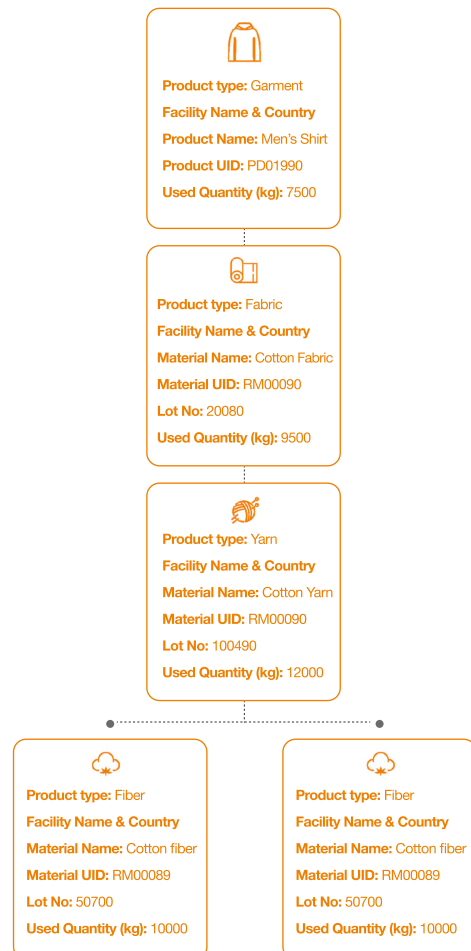 Product type: Garment
Facility Name & Country
Product Name: Men's Shirt
Product UID: PD01990
Used Quantity (kg): 7500
Product type: Fabric
Facility Name & Country
Material Name: Cotton Fabric
Material UID: RM00090
Lot No: 20080
Used Quantity (kg): 9500
Product type: Yarn
Facility Name & Country
Material Name: Cotton Yarn
Material UID: RM00090
Lot No: 100490
Used Quantity (kg): 12000
Product type: Fiber
Facility Name & Country
Material Name: Cotton fiber
Material UID: RM00089
Lot No: 50700
Used Quantity (kg): 10000
Product type: Fiber
Facility Name & Country
Material Name: Cotton fiber
Material UID: RM00089
Lot No: 50700
Used Quantity (kg): 10000